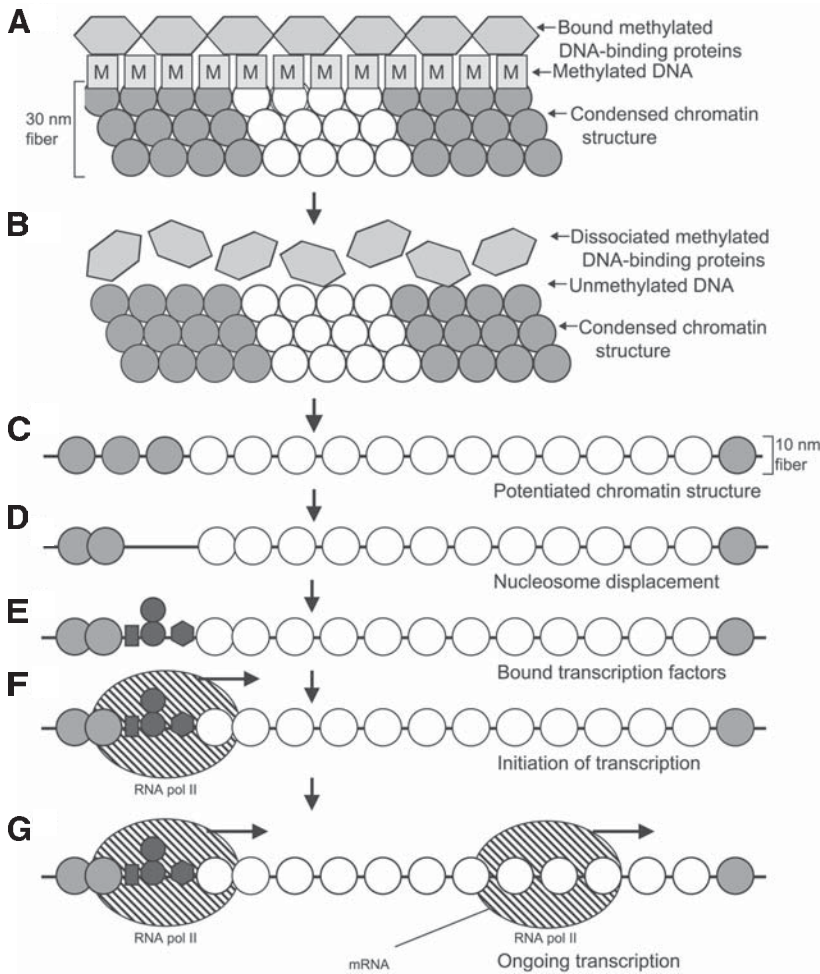 A
Bound methylated
DNA-binding proteins
M M M M M M M M M M M M
Methylated DNA
30 nm
fiber
Condensed chromatin
structure
B
Dissociated methylated
DNA-binding proteins
Unmethylated DNA
Condensed chromatin
structure
C
10 nm
fiber
Potentiated chromatin structure
D
Nucleosome displacement
E
Bound transcription factors
F
Initiation of transcription
RNA pol II
G
RNA pol II
RNA pol II
mRNA
Ongoing transcription